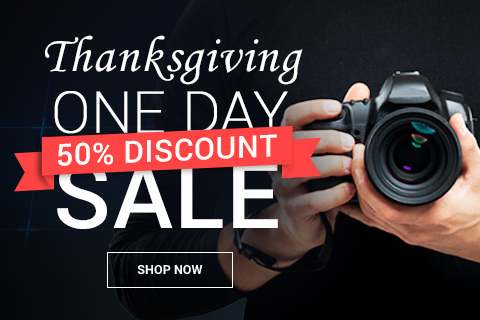 Thanksgiving
ONE DAY
50% DISCOUNT
SALE
SHOP NOW